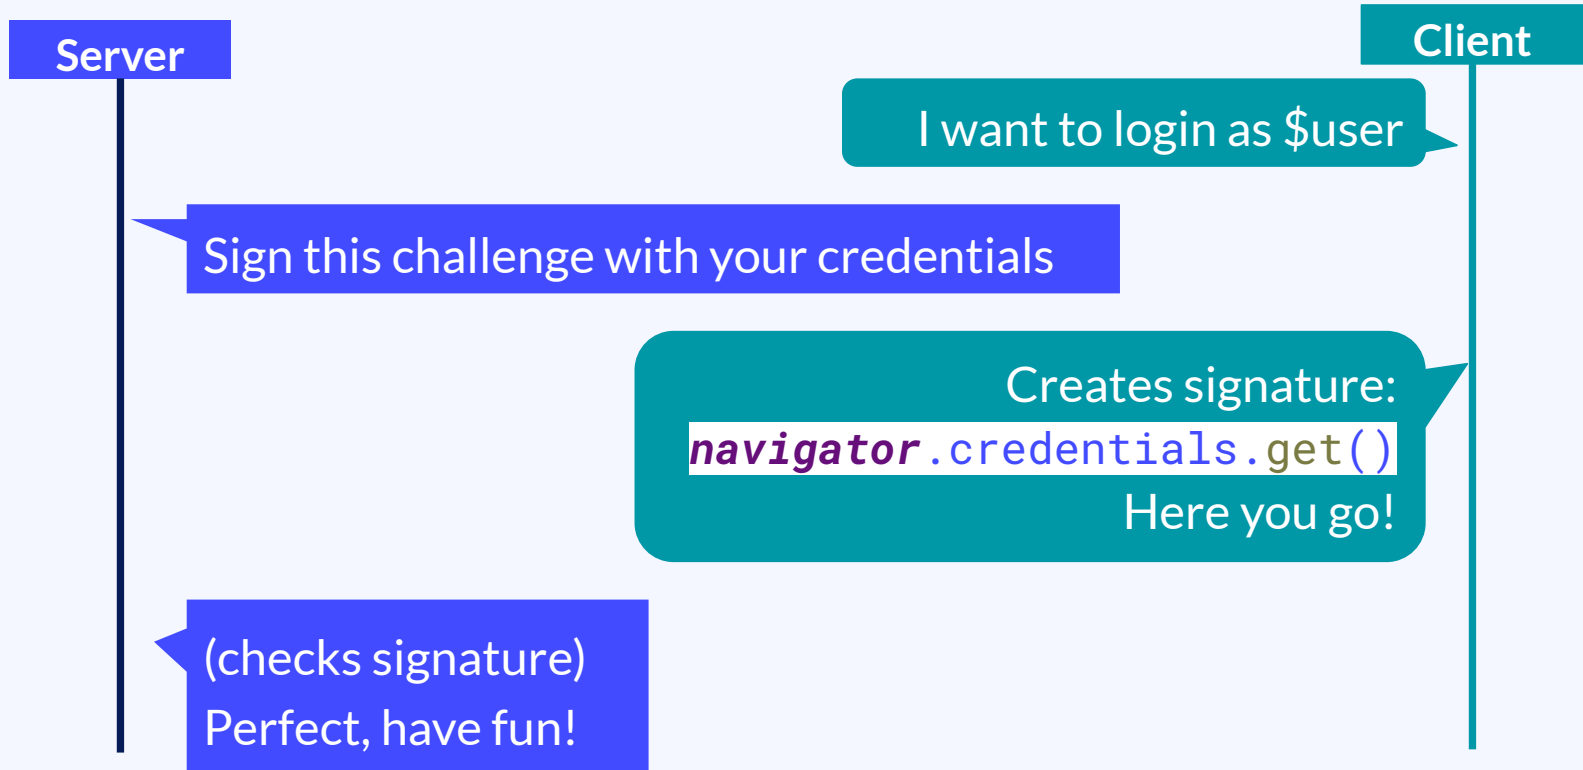 Server
Client
I want to login as $user
Sign this challenge with your credentials
Creates signature:
navigator.credentials.get()
Here you go!
(checks signature)
Perfect, have fun!